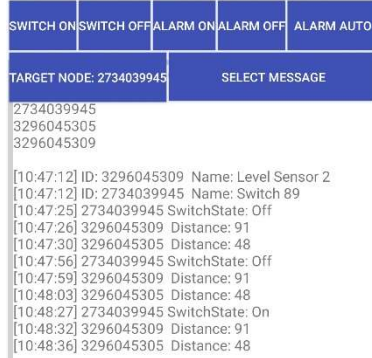 SWITCH ON SWITCH OFF ALARM ON ALARM OFF ALARM AUTO
TARGET NODE: 2734039945 SELECT MESSAGE
2734039945
3296045305
3296045309
[10:47:12] ID: 3296045309 Name: Level Sensor 2
[10:47:12] ID: 2734039945 Name: Switch 89
[10:47:25] 2734039945 SwitchState: Off
[10:47:26] 3296045309 Distance: 91
[10:47:30] 3296045305 Distance: 48
[10:47:56] 2734039945 SwitchState: Off
[10:47:59] 3296045309 Distance: 91
[10:48:03] 3296045305 Distance: 48
[10:48:27] 2734039945 SwitchState: On
[10:48:32] 3296045309 Distance: 91
[10:48:36] 3296045305 Distance: 48